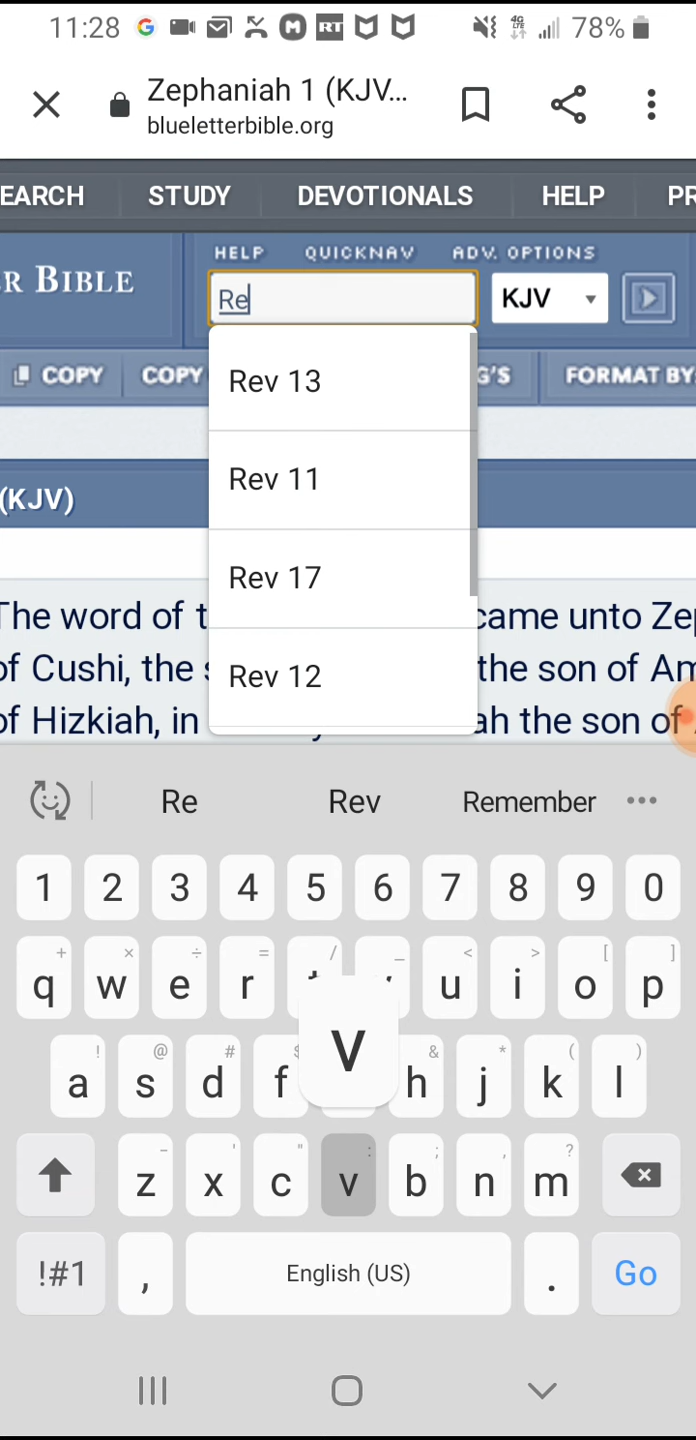 11:28 G M RT 4G LTE 78%
Zephaniah 1 (KJV...
blueletterbible.org
EARCH STUDY DEVOTIONALS HELP PR
HELP QUICKNAV ADV. OPTIONS
R BIBLE
Re KJV
COPY COPY G'S FORMAT BY
Rev 13
Rev 11
(KJV)
Rev 17
The word of t came unto Zep
Rev 12
of Cushi, the s the son of Am
of Hizkiah, in ah the son of
Re Rev Remember •••
1 2 3 4 5 6 7 8 9 0
+ × ÷ = / _ < > [ ]
q w e r u i o p
! @ # $ & * ( )
a s d f V h j k l
- ' " : ; , ?
z x c v b n m
!#1 , English (US) . Go